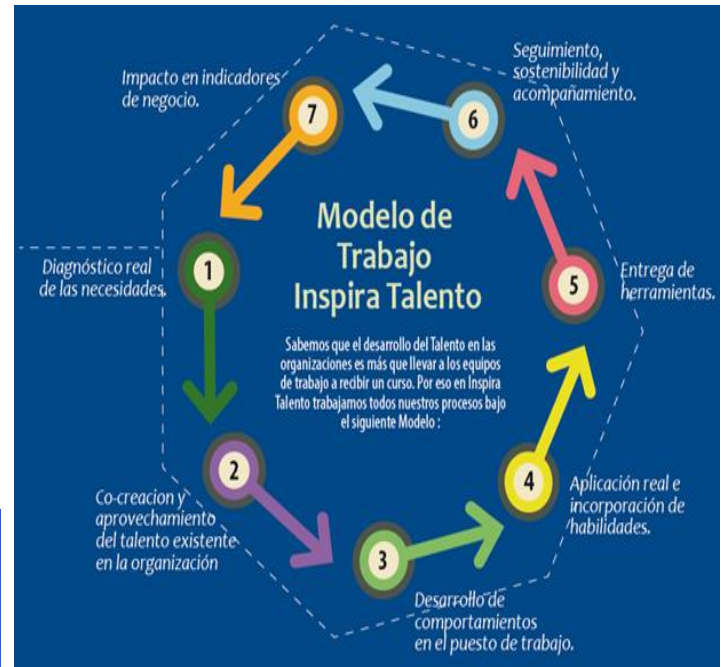 Modelo de
Trabajo
Inspira Talento
Sabemos que el desarrollo del Talento en las
organizaciones es más que llevar a los equipos
de trabajo a recibir un curso. Por eso en Inspira
Talento trabajamos todos nuestros procesos bajo
el siguiente Modelo :
1
Diagnóstico real
de las necesidades.
2
Co-creacion y
aprovechamiento
del talento existente
en la organización
3
Desarrollo de
comportamientos
en el puesto de trabajo.
4
Aplicación real e
incorporación de
habilidades.
5
Entrega de
herramientas.
6
Seguimiento,
sostenibilidad y
acompañamiento.
7
Impacto en indicadores
de negocio.